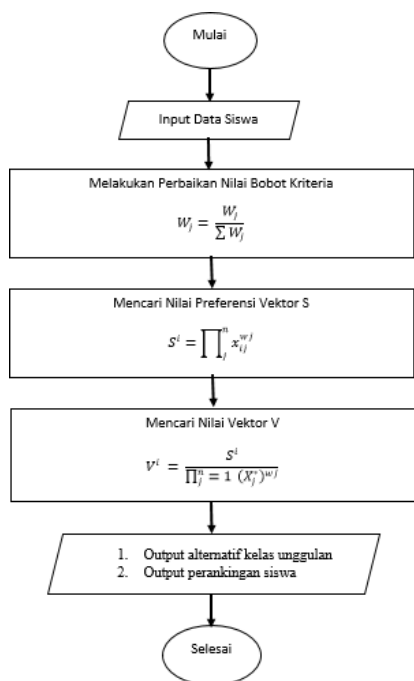 Mulai
Input Data Siswa
Melakukan Perbaikan Nilai Bobot Kriteria
W_j = W_j / ∑ W_j
Mencari Nilai Preferensi Vektor S
S^i = ∏_j^n x_ij^wj
Mencari Nilai Vektor V
V^i = S^i / ∏_j^n = 1 (X_j^*)^wj
1. Output alternatif kelas unggulan
2. Output perankingan siswa
Selesai